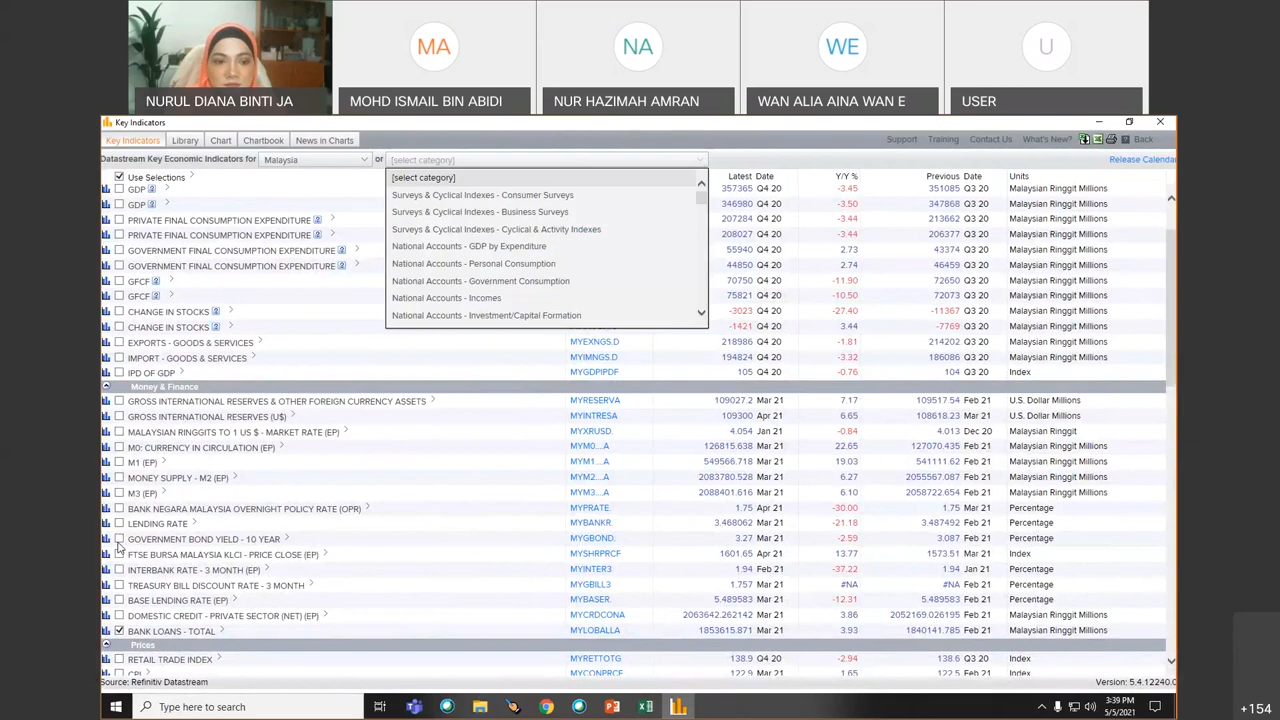 MA
NA
WE
U
NURUL DIANA BINTI JA
MOHD ISMAIL BIN ABIDI
NUR HAZIMAH AMRAN
WAN ALIA AINA WAN E
USER
Key Indicators
Key Indicators Library Chart Chartbook News in Charts Support Training Contact Us What's New? Back
Datastream Key Economic Indicators for Malaysia or [select category] Release Calenda
Use Selections Latest Date Y/Y % Previous Date Units
[select category]
Surveys & Cyclical Indexes - Consumer Surveys
Surveys & Cyclical Indexes - Business Surveys
Surveys & Cyclical Indexes - Cyclical & Activity Indexes
National Accounts - GDP by Expenditure
National Accounts - Personal Consumption
National Accounts - Government Consumption
National Accounts - Incomes
National Accounts - Investment/Capital Formation
GDP 357365 Q4 20 -3.45 351085 Q3 20 Malaysian Ringgit Millions
GDP 346980 Q4 20 -3.50 347868 Q3 20 Malaysian Ringgit Millions
PRIVATE FINAL CONSUMPTION EXPENDITURE 207284 Q4 20 -3.44 213662 Q3 20 Malaysian Ringgit Millions
PRIVATE FINAL CONSUMPTION EXPENDITURE 208027 Q4 20 -3.44 206377 Q3 20 Malaysian Ringgit Millions
GOVERNMENT FINAL CONSUMPTION EXPENDITURE 55940 Q4 20 2.73 43374 Q3 20 Malaysian Ringgit Millions
GOVERNMENT FINAL CONSUMPTION EXPENDITURE 44850 Q4 20 2.74 46459 Q3 20 Malaysian Ringgit Millions
GFCF 70750 Q4 20 -11.90 72650 Q3 20 Malaysian Ringgit Millions
GFCF 75821 Q4 20 -10.50 72073 Q3 20 Malaysian Ringgit Millions
CHANGE IN STOCKS -3023 Q4 20 -27.40 -11367 Q3 20 Malaysian Ringgit Millions
CHANGE IN STOCKS -1421 Q4 20 3.44 -7769 Q3 20 Malaysian Ringgit Millions
EXPORTS - GOODS & SERVICES MYEXNGS.D 218986 Q4 20 -1.81 214202 Q3 20 Malaysian Ringgit Millions
IMPORT - GOODS & SERVICES MYIMNGS.D 194824 Q4 20 -3.32 186086 Q3 20 Malaysian Ringgit Millions
IPD OF GDP MYGDPIPDF 105 Q4 20 -0.76 104 Q3 20 Index
Money & Finance
GROSS INTERNATIONAL RESERVES & OTHER FOREIGN CURRENCY ASSETS MYRESERVA 109027.2 Mar 21 7.17 109517.54 Feb 21 U.S. Dollar Millions
GROSS INTERNATIONAL RESERVES (U$) MYINTRESA 109300 Apr 21 6.65 108618.23 Mar 21 U.S. Dollar Millions
MALAYSIAN RINGGITS TO 1 US $ - MARKET RATE (EP) MYXRUSD. 4.054 Jan 21 -0.84 4.013 Dec 20 Malaysian Ringgit
M0: CURRENCY IN CIRCULATION (EP) MYM0....A 126815.638 Mar 21 22.65 127070.435 Feb 21 Malaysian Ringgit Millions
M1 (EP) MYM1....A 549566.718 Mar 21 19.03 541111.62 Feb 21 Malaysian Ringgit Millions
MONEY SUPPLY - M2 (EP) MYM2....A 2083780.528 Mar 21 6.27 2055567.087 Feb 21 Malaysian Ringgit Millions
M3 (EP) MYM3....A 2088401.616 Mar 21 6.10 2058722.654 Feb 21 Malaysian Ringgit Millions
BANK NEGARA MALAYSIA OVERNIGHT POLICY RATE (OPR) MYPRATE. 1.75 Apr 21 -30.00 1.75 Mar 21 Percentage
LENDING RATE MYBANKR. 3.468062 Mar 21 -21.18 3.487492 Feb 21 Percentage
GOVERNMENT BOND YIELD - 10 YEAR MYGBOND. 3.27 Mar 21 -2.59 3.087 Feb 21 Percentage
FTSE BURSA MALAYSIA KLCI - PRICE CLOSE (EP) MYSHRPRCF 1601.65 Apr 21 13.77 1573.51 Mar 21 Index
INTERBANK RATE - 3 MONTH (EP) MYINTER3 1.94 Feb 21 -37.22 1.94 Jan 21 Percentage
TREASURY BILL DISCOUNT RATE - 3 MONTH MYGBILL3 1.757 Mar 21 #NA #NA Feb 21 Percentage
BASE LENDING RATE (EP) MYBASER. 5.489583 Mar 21 -12.31 5.489583 Feb 21 Percentage
DOMESTIC CREDIT - PRIVATE SECTOR (NET) (EP) MYCRDCONA 2063642.262142 Mar 21 3.86 2052169.026195 Feb 21 Malaysian Ringgit Millions
BANK LOANS - TOTAL MYLOBALLA 1853615.871 Mar 21 3.93 1840141.785 Feb 21 Malaysian Ringgit Millions
Prices
RETAIL TRADE INDEX MYRETTOTG 138.9 Q4 20 -2.94 138.6 Q3 20 Index
CPI MYCONPRCF 122.9 Mar 21 1.65 122.5 Feb 21 Index
Source: Refinitiv Datastream Version: 5.4.12240.0
Type here to search
3:39 PM
5/5/2021
+154